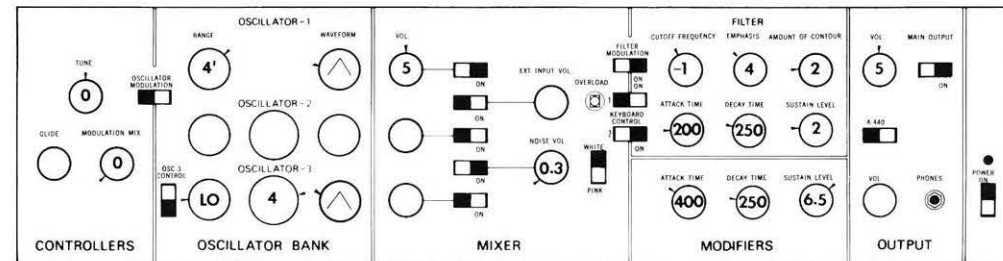 TUNE
0
GLIDE
MODULATION MIX
0
CONTROLLERS
OSCILLATOR-1
RANGE
WAVEFORM
4'
OSCILLATOR
MODULATION
ON
OSCILLATOR-2
OSCILLATOR-3
OSC. 3
CONTROL
LO
4
OSCILLATOR BANK
VOL
5
ON
EXT INPUT VOL
OVERLOAD
ON
NOISE VOL
0.3
WHITE
PINK
ON
ON
ON
MIXER
FILTER
FILTER
MODULATION
ON
ON
1
KEYBOARD
CONTROL
2
ON
CUTOFF FREQUENCY
EMPHASIS
AMOUNT OF CONTOUR
-1
4
2
ATTACK TIME
DECAY TIME
SUSTAIN LEVEL
200
250
2
ATTACK TIME
DECAY TIME
SUSTAIN LEVEL
400
250
6.5
MODIFIERS
VOL
MAIN OUTPUT
5
ON
A-440
VOL
PHONES
OUTPUT
POWER
ON